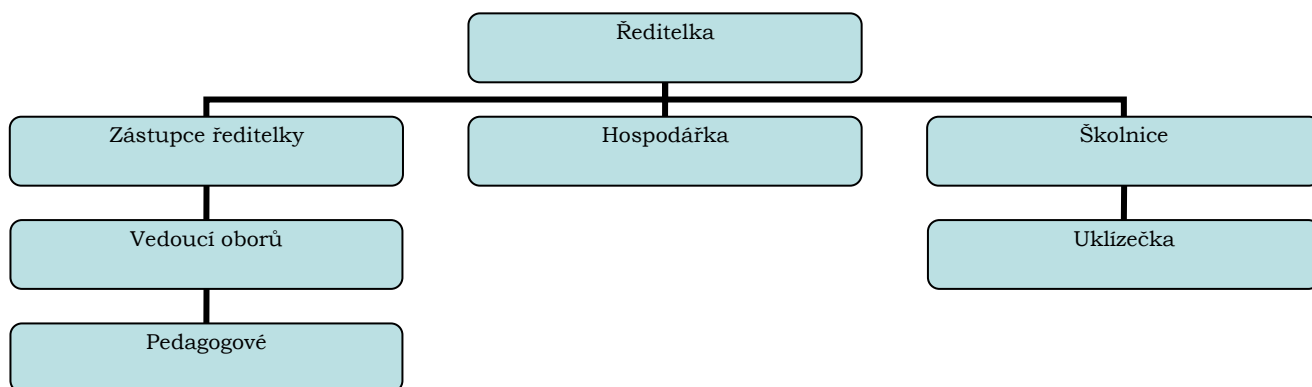 Ředitelka
Zástupce ředitelky
Hospodářka
Školnice
Vedoucí oborů
Uklízečka
Pedagogové